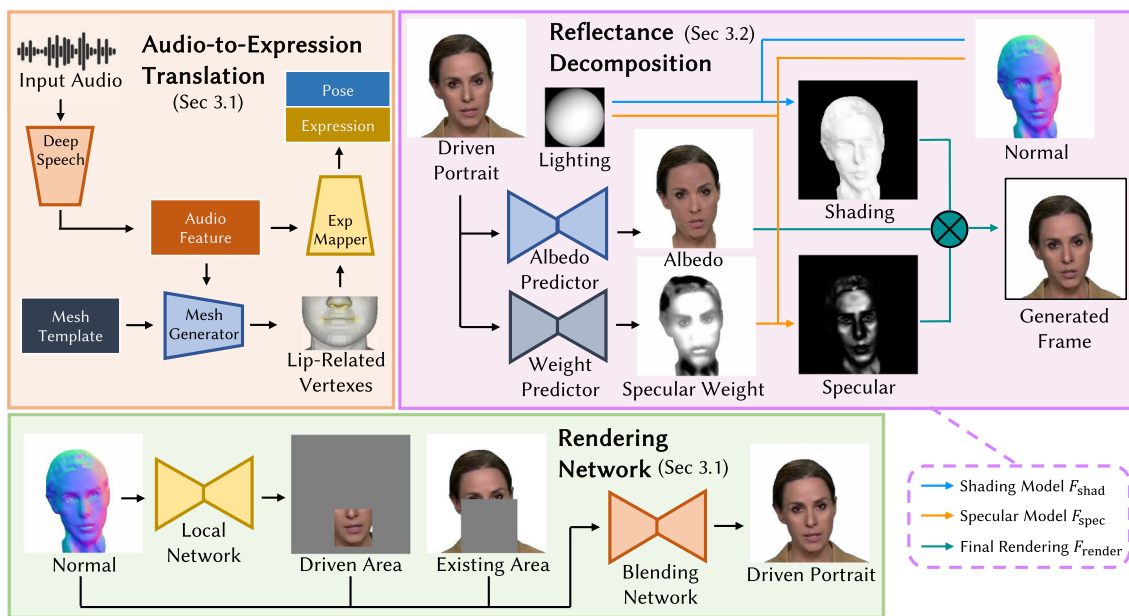 Audio-to-Expression
Translation
(Sec 3.1)
Input Audio
Deep
Speech
Pose
Expression
Audio
Feature
Exp
Mapper
Mesh
Template
Mesh
Generator
Lip-Related
Vertexes
Reflectance (Sec 3.2)
Decomposition
Driven
Portrait
Lighting
Shading
Normal
Albedo
Predictor
Albedo
Weight
Predictor
Specular Weight
Specular
Generated
Frame
Rendering
Network (Sec 3.1)
Normal
Local
Network
Driven Area
Existing Area
Blending
Network
Driven Portrait
Shading Model Fshad
Specular Model Fspec
Final Rendering Frender